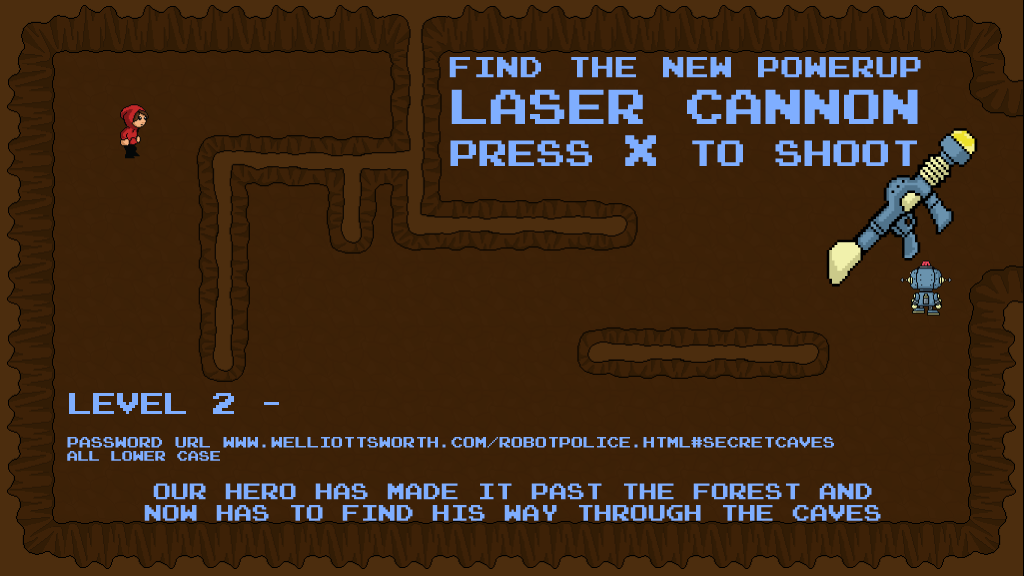 FIND THE NEW POWERUP
LASER CANNON
PRESS X TO SHOOT
LEVEL 2 -
PASSWORD URL WWW.WELLIOTTSWORTH.COM/ROBOTPOLICE.HTML#SECRETCAVES
ALL LOWER CASE
OUR HERO HAS MADE IT PAST THE FOREST AND
NOW HAS TO FIND HIS WAY THROUGH THE CAVES